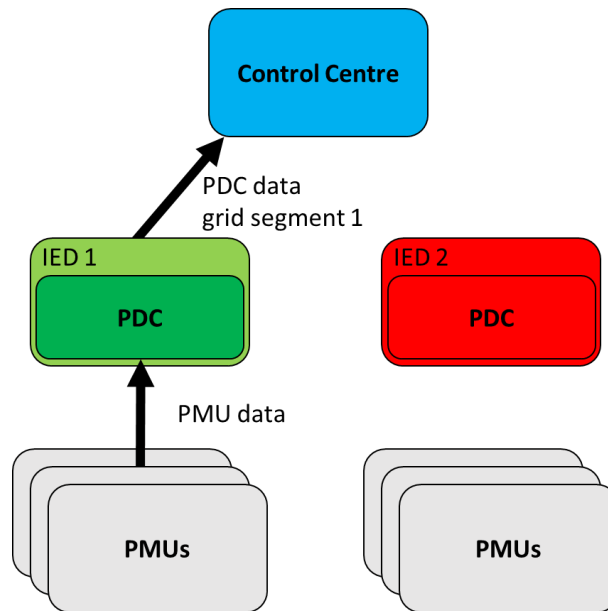 Control Centre
PDC data
grid segment 1
IED 1
PDC
IED 2
PDC
PMU data
PMUs
PMUs